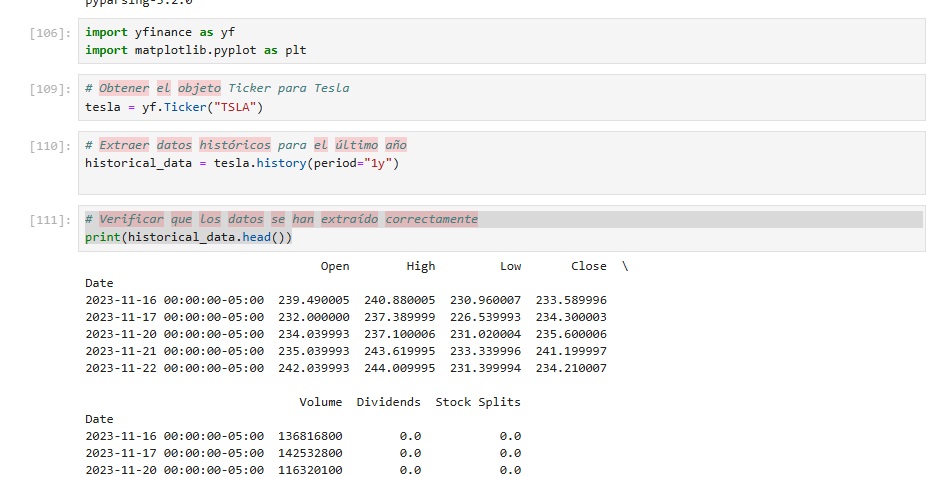 pyparsing-3.2.0
[106]: import yfinance as yf
import matplotlib.pyplot as plt
[109]: # Obtener el objeto Ticker para Tesla
tesla = yf.Ticker("TSLA")
[110]: # Extraer datos históricos para el último año
historical_data = tesla.history(period="1y")
[111]: # Verificar que los datos se han extraído correctamente
print(historical_data.head())
Open High Low Close \
Date
2023-11-16 00:00:00-05:00 239.490005 240.880005 230.960007 233.589996
2023-11-17 00:00:00-05:00 232.000000 237.389999 226.539993 234.300003
2023-11-20 00:00:00-05:00 234.039993 237.100006 231.020004 235.600006
2023-11-21 00:00:00-05:00 235.039993 243.619995 233.339996 241.199997
2023-11-22 00:00:00-05:00 242.039993 244.009995 231.399994 234.210007
Volume Dividends Stock Splits
Date
2023-11-16 00:00:00-05:00 136816800 0.0 0.0
2023-11-17 00:00:00-05:00 142532800 0.0 0.0
2023-11-20 00:00:00-05:00 116320100 0.0 0.0